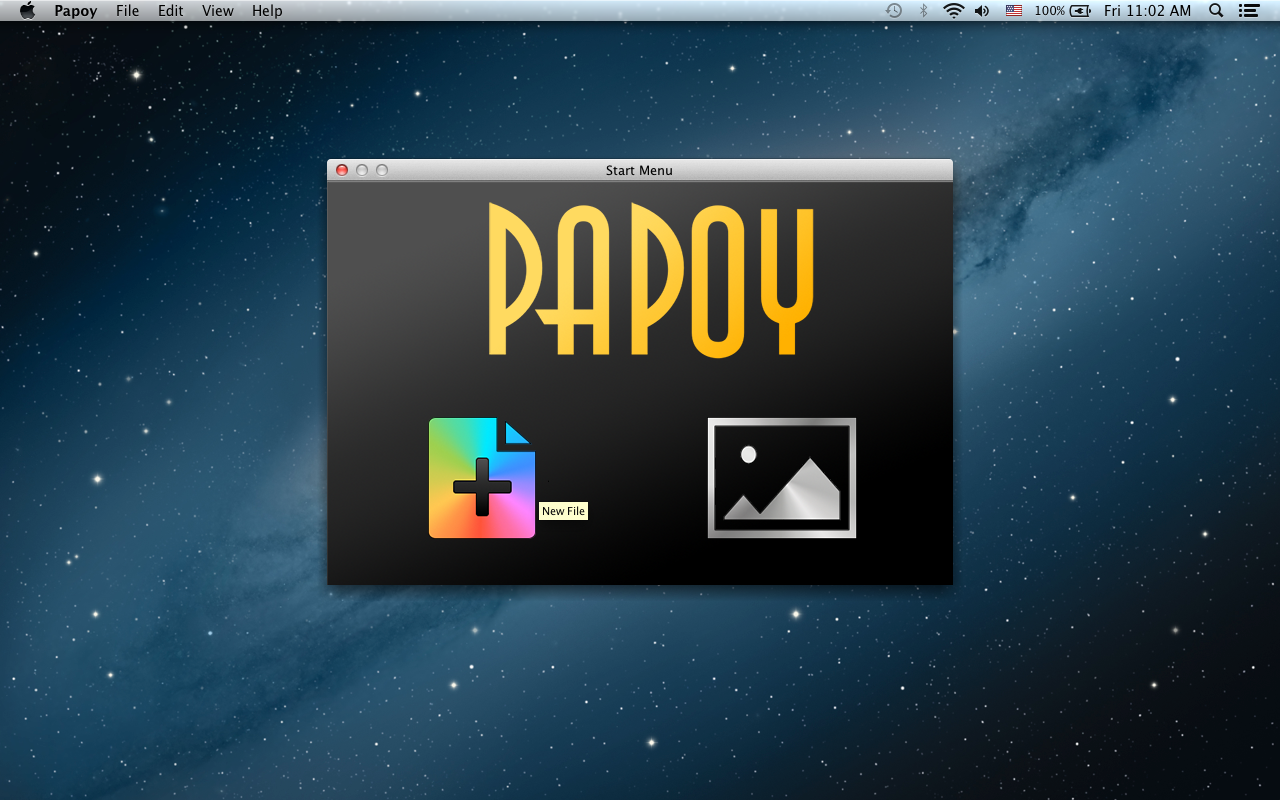 Papoy File Edit View Help 100% Fri 11:02 AM
Start Menu
PAPOY
New File